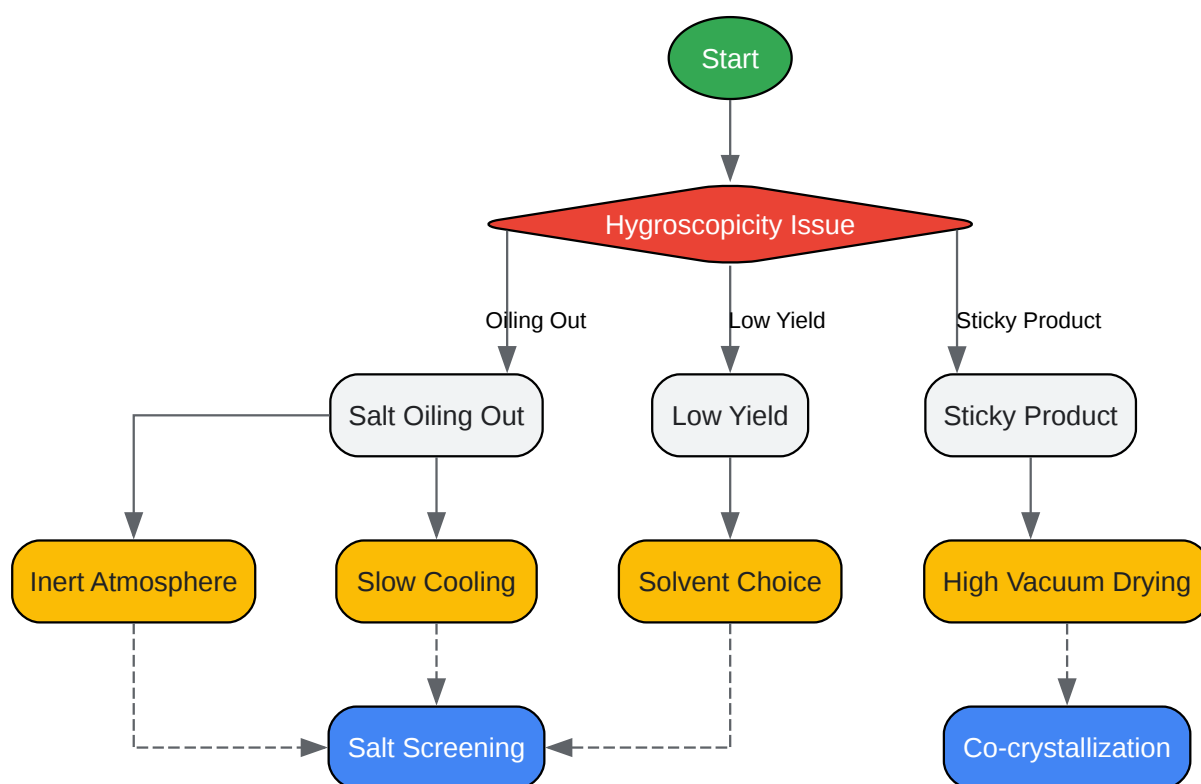 Start
Hygroscopicity Issue
Oiling Out
Low Yield
Sticky Product
Salt Oiling Out
Low Yield
Sticky Product
Inert Atmosphere
Slow Cooling
Solvent Choice
High Vacuum Drying
Salt Screening
Co-crystallization